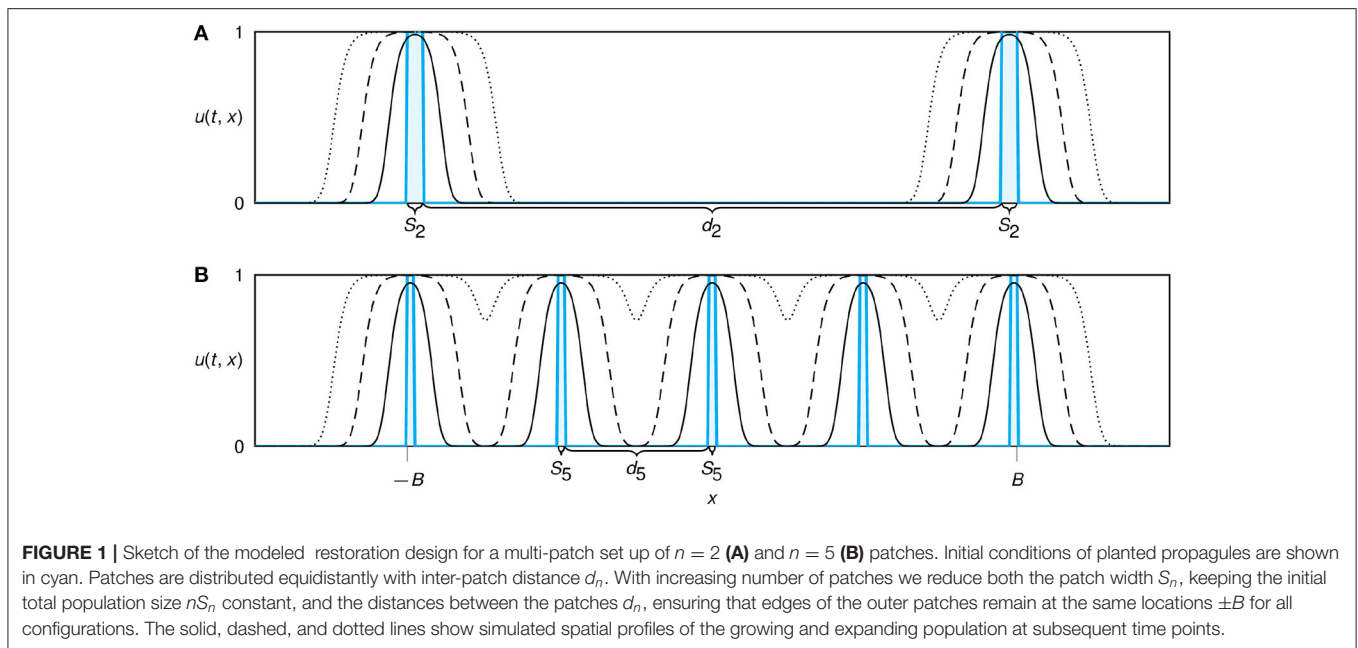 A
1
u(t, x)
0
S2 d2 S2
B
1
u(t, x)
0
—B S5 d5 S5 B
x
FIGURE 1 | Sketch of the modeled restoration design for a multi-patch set up of n = 2 (A) and n = 5 (B) patches. Initial conditions of planted propagules are shown
in cyan. Patches are distributed equidistantly with inter-patch distance dn. With increasing number of patches we reduce both the patch width Sn, keeping the initial
total population size nSn constant, and the distances between the patches dn, ensuring that edges of the outer patches remain at the same locations ±B for all
configurations. The solid, dashed, and dotted lines show simulated spatial profiles of the growing and expanding population at subsequent time points.